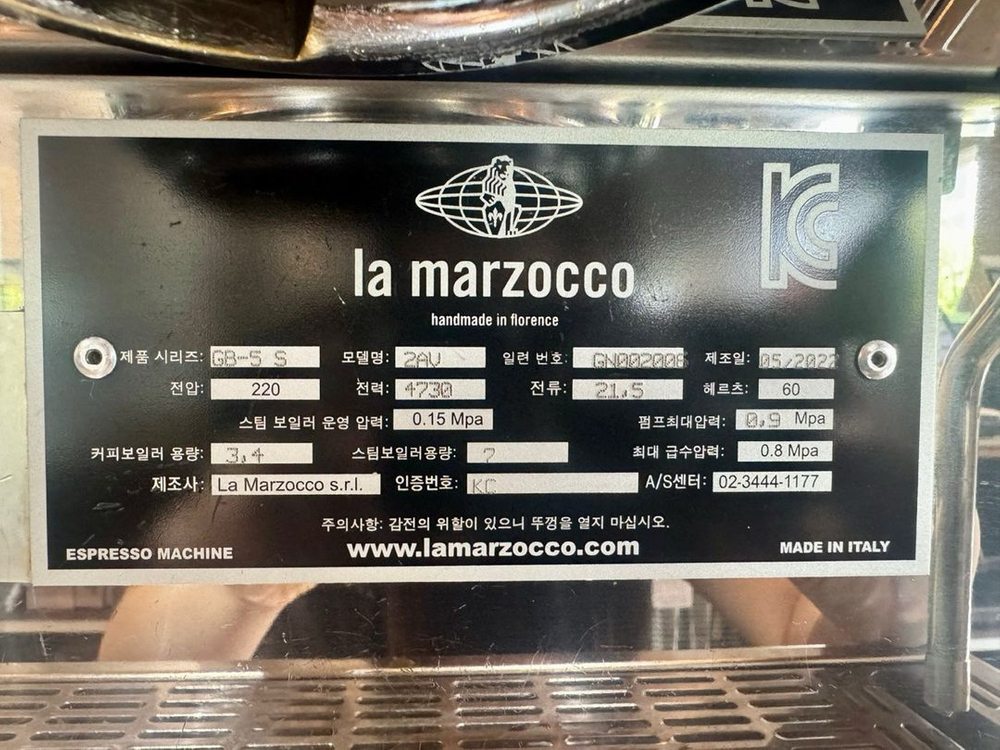 la marzocco
handmade in florence
제품 시리즈: GB-5 S 모델명: 2AV 일련 번호: GN002006 제조일: 05/2022
전압: 220 전력: 4730 전류: 21,5 헤르츠: 60
스팀 보일러 운영 압력: 0.15 Mpa 펌프최대압력: 0,9 Mpa
커피보일러 용량: 3,4 스팀보일러용량: 7 최대 급수압력: 0.8 Mpa
제조사: La Marzocco s.r.l. 인증번호: KC A/S센터: 02-3444-1177
주의사항: 감전의 위할이 있으니 뚜껑을 열지 마십시오.
ESPRESSO MACHINE www.lamarzocco.com MADE IN ITALY